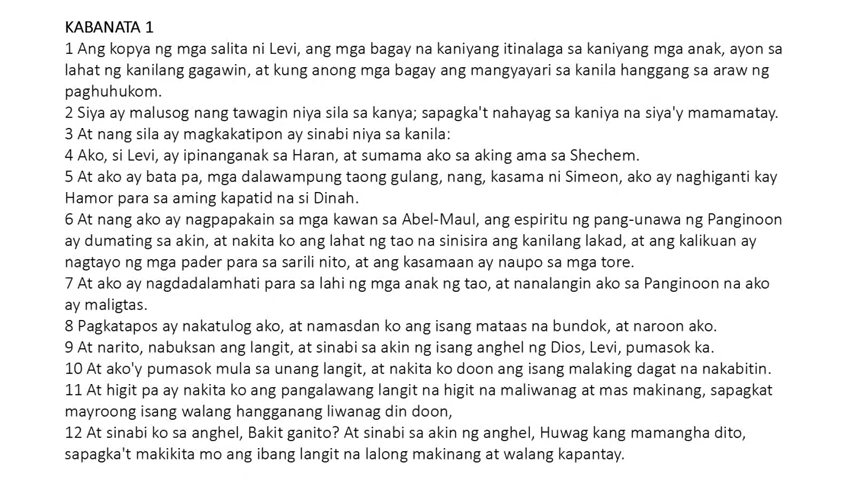 KABANATA 1
1 Ang kopya ng mga salita ni Levi, ang mga bagay na kaniyang itinalaga sa kaniyang mga anak, ayon sa
lahat ng kanilang gagawin, at kung anong mga bagay ang mangyayari sa kanila hanggang sa araw ng
paghuhukom.
2 Siya ay malusog nang tawagin niya sila sa kanya; sapagka't nahayag sa kaniya na siya'y mamamatay.
3 At nang sila ay magkakatipon ay sinabi niya sa kanila:
4 Ako, si Levi, ay ipinanganak sa Haran, at sumama ako sa aking ama sa Shechem.
5 At ako ay bata pa, mga dalawampung taong gulang, nang, kasama ni Simeon, ako ay naghiganti kay
Hamor para sa aming kapatid na si Dinah.
6 At nang ako ay nagpapakain sa mga kawan sa Abel-Maul, ang espiritu ng pang-unawa ng Panginoon
ay dumating sa akin, at nakita ko ang lahat ng tao na sinisira ang kanilang lakad, at ang kalikuan ay
nagtayo ng mga pader para sa sarili nito, at ang kasamaan ay naupo sa mga tore.
7 At ako ay nagdadalamhati para sa lahi ng mga anak ng tao, at nanalangin ako sa Panginoon na ako
ay maligtas.
8 Pagkatapos ay nakatulog ako, at namasdan ko ang isang mataas na bundok, at naroon ako.
9 At narito, nabuksan ang langit, at sinabi sa akin ng isang anghel ng Dios, Levi, pumasok ka.
10 At ako'y pumasok mula sa unang langit, at nakita ko doon ang isang malaking dagat na nakabitin.
11 At higit pa ay nakita ko ang pangalawang langit na higit na maliwanag at mas makinang, sapagkat
mayroong isang walang hangganang liwanag din doon,
12 At sinabi ko sa anghel, Bakit ganito? At sinabi sa akin ng anghel, Huwag kang mamangha dito,
sapagka't makikita mo ang ibang langit na lalong makinang at walang kapantay.